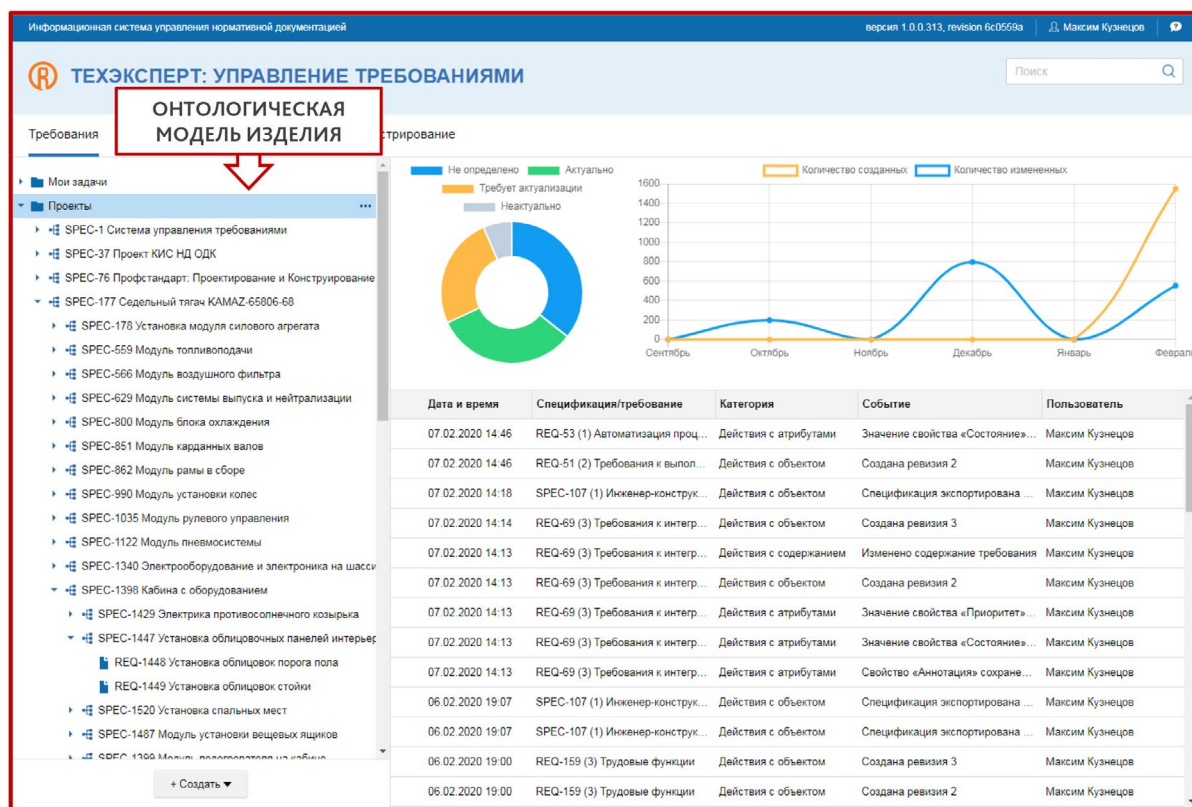 Информационная система управления нормативной документацией
версия 1.0.0.313, revision 6c0559a
Максим Кузнецов
ТЕХЭКСПЕРТ: УПРАВЛЕНИЕ ТРЕБОВАНИЯМИ
Поиск
ОНТОЛОГИЧЕСКАЯ
МОДЕЛЬ ИЗДЕЛИЯ
Требования
стрирование
Мои задачи
Проекты
SPEC-1 Система управления требованиями
SPEC-37 Проект КИС НД ОДК
SPEC-76 Профстандарт: Проектирование и Конструирование
SPEC-177 Седельный тягач KAMAZ-65806-68
SPEC-178 Установка модуля силового агрегата
SPEC-559 Модуль топливоподачи
SPEC-566 Модуль воздушного фильтра
SPEC-629 Модуль системы выпуска и нейтрализации
SPEC-800 Модуль блока охлаждения
SPEC-851 Модуль карданных валов
SPEC-862 Модуль рамы в сборе
SPEC-990 Модуль установки колес
SPEC-1035 Модуль рулевого управления
SPEC-1122 Модуль пневмосистемы
SPEC-1340 Электрооборудование и электроника на шасси
SPEC-1398 Кабина с оборудованием
SPEC-1429 Электрика противосолнечного козырька
SPEC-1447 Установка облицовочных панелей интерьер
REQ-1448 Установка облицовок порога пола
REQ-1449 Установка облицовок стойки
SPEC-1520 Установка спальных мест
SPEC-1487 Модуль установки вещевых ящиков
SPEC-1399 Модуль подогревателя на кабине
+ Создать
Не определено Актуально
Требует актуализации
Неактуально
Количество созданных Количество измененных
1600
1400
1200
1000
800
600
400
200
0
Сентябрь Октябрь Ноябрь Декабрь Январь Феврал
Дата и время Спецификация/требование Категория Событие Пользователь
07.02.2020 14:46 REQ-53 (1) Автоматизация проц... Действия с атрибутами Значение свойства «Состояние»... Максим Кузнецов
07.02.2020 14:46 REQ-51 (2) Требования к выпол... Действия с объектом Создана ревизия 2 Максим Кузнецов
07.02.2020 14:18 SPEC-107 (1) Инженер-конструк... Действия с объектом Спецификация экспортирована ... Максим Кузнецов
07.02.2020 14:14 REQ-69 (3) Требования к интегр... Действия с объектом Создана ревизия 3 Максим Кузнецов
07.02.2020 14:13 REQ-69 (3) Требования к интегр... Действия с содержанием Изменено содержание требования Максим Кузнецов
07.02.2020 14:13 REQ-69 (3) Требования к интегр... Действия с объектом Создана ревизия 2 Максим Кузнецов
07.02.2020 14:13 REQ-69 (3) Требования к интегр... Действия с атрибутами Значение свойства «Приоритет»... Максим Кузнецов
07.02.2020 14:13 REQ-69 (3) Требования к интегр... Действия с атрибутами Значение свойства «Состояние»... Максим Кузнецов
07.02.2020 14:13 REQ-69 (3) Требования к интегр... Действия с атрибутами Свойство «Аннотация» сохране... Максим Кузнецов
06.02.2020 19:07 SPEC-107 (1) Инженер-конструк... Действия с объектом Спецификация экспортирована ... Максим Кузнецов
06.02.2020 19:07 SPEC-107 (1) Инженер-конструк... Действия с объектом Спецификация экспортирована ... Максим Кузнецов
06.02.2020 19:00 REQ-159 (3) Трудовые функции Действия с объектом Создана ревизия 3 Максим Кузнецов
06.02.2020 19:00 REQ-159 (3) Трудовые функции Действия с объектом Создана ревизия 2 Максим Кузнецов